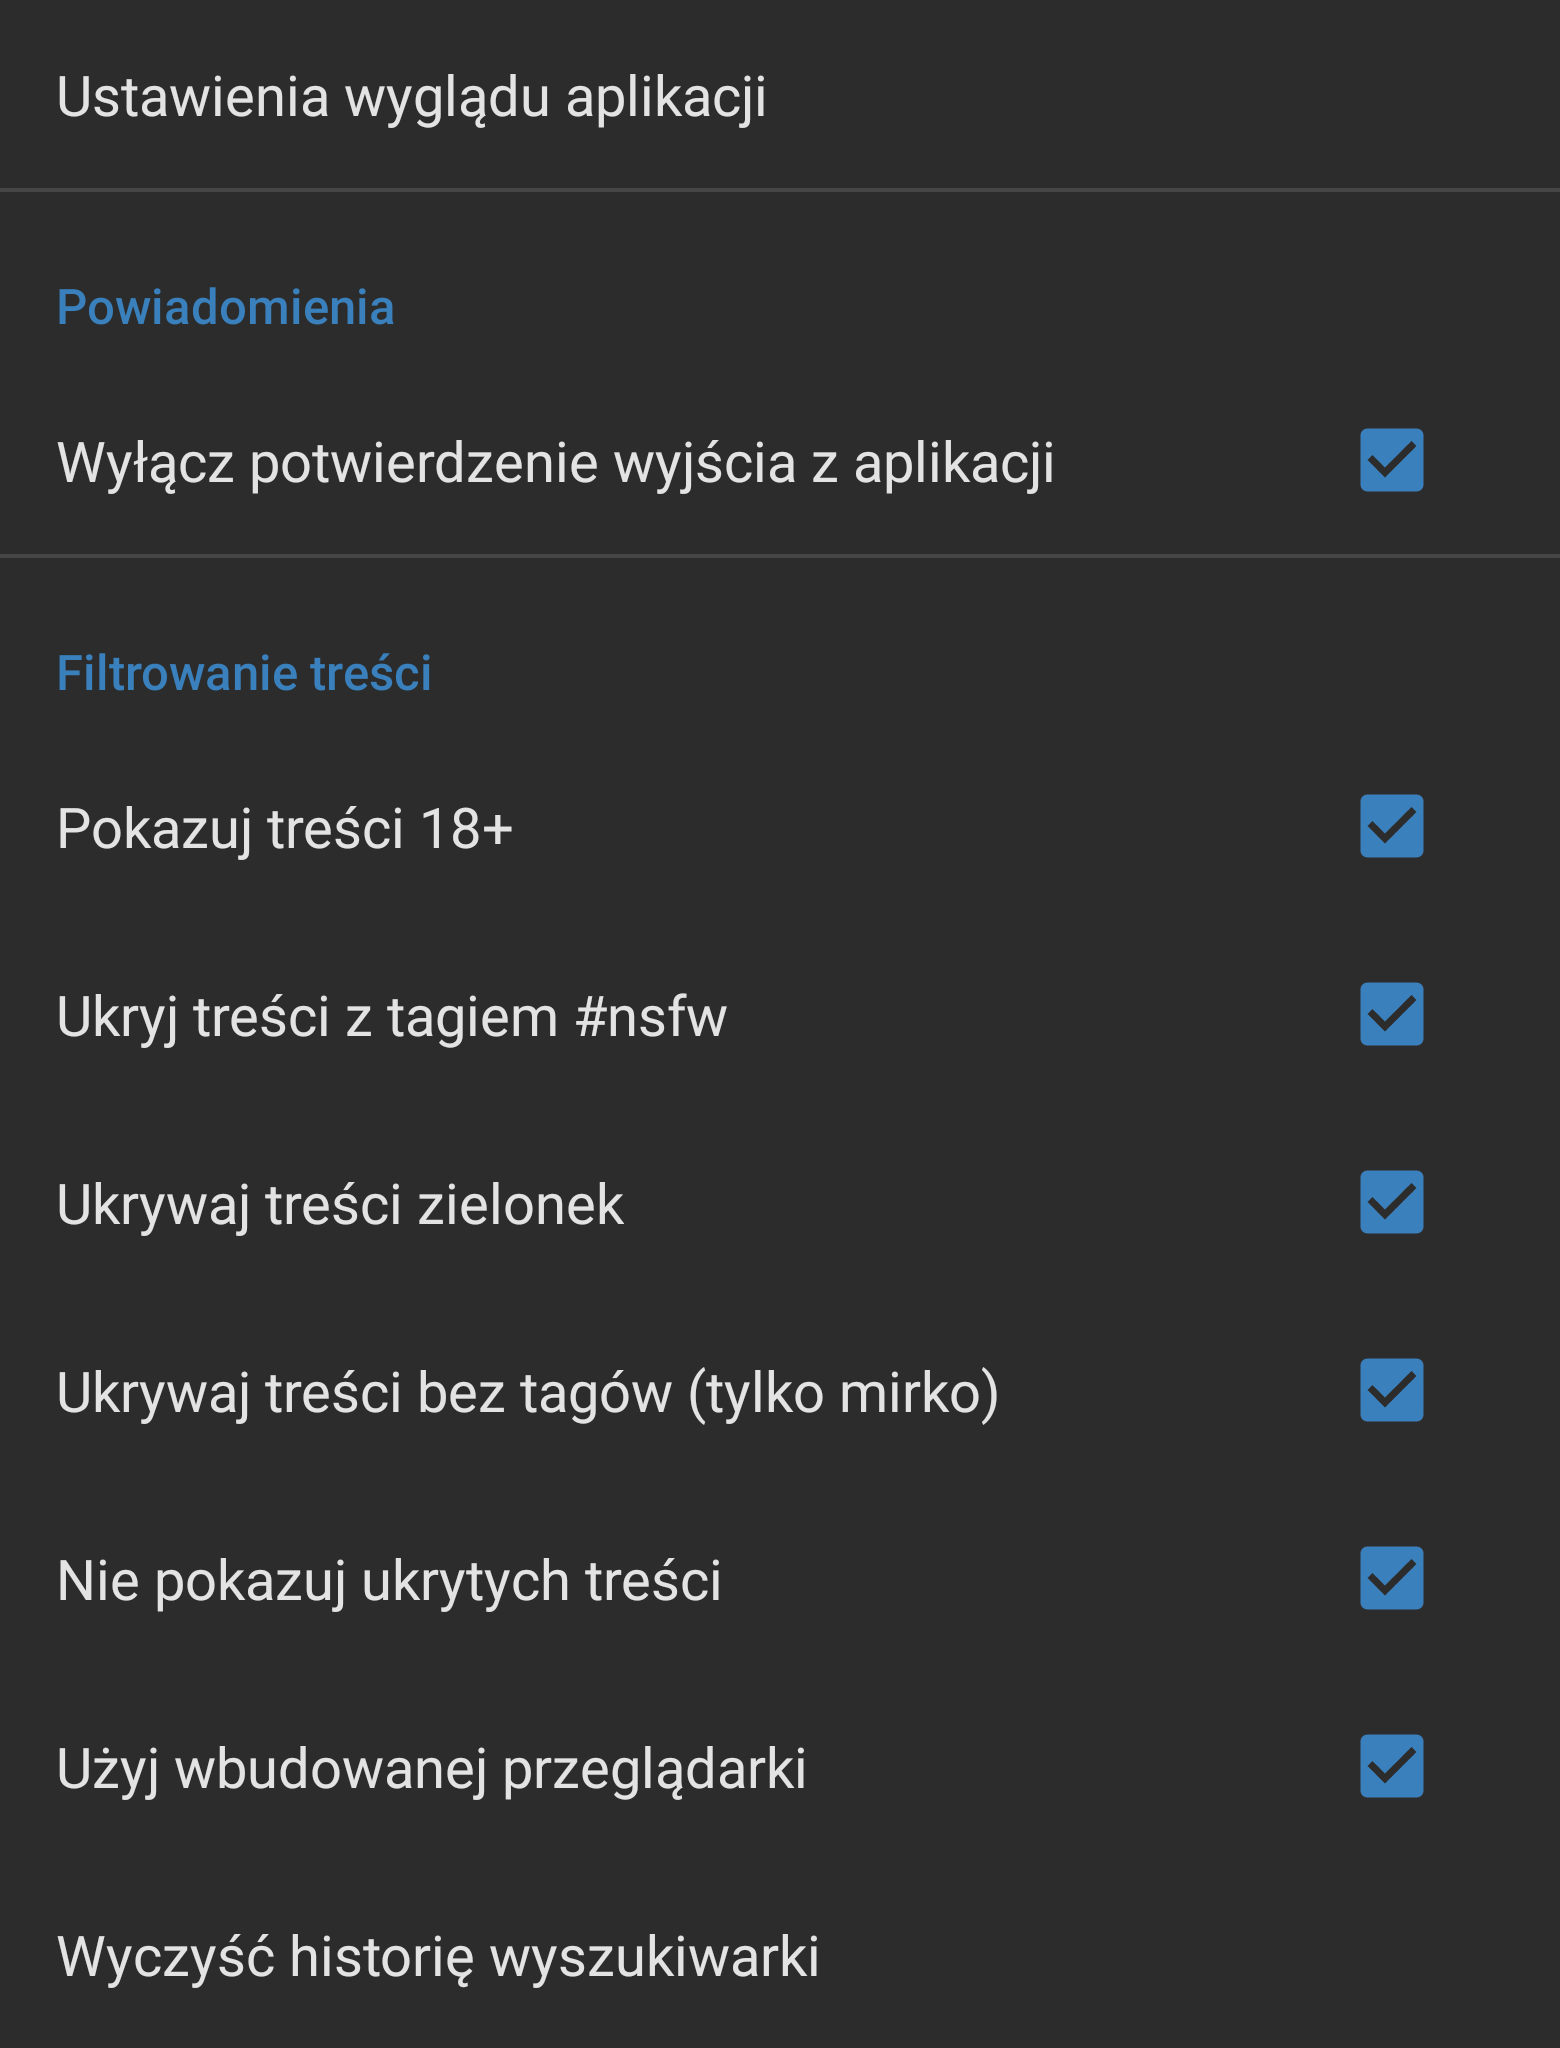 Ustawienia wyglądu aplikacji
Powiadomienia
Wyłącz potwierdzenie wyjścia z aplikacji
Filtrowanie treści
Pokazuj treści 18+
Ukryj treści z tagiem #nsfw
Ukrywaj treści zielonek
Ukrywaj treści bez tagów (tylko mirko)
Nie pokazuj ukrytych treści
Użyj wbudowanej przeglądarki
Wyczyść historię wyszukiwarki